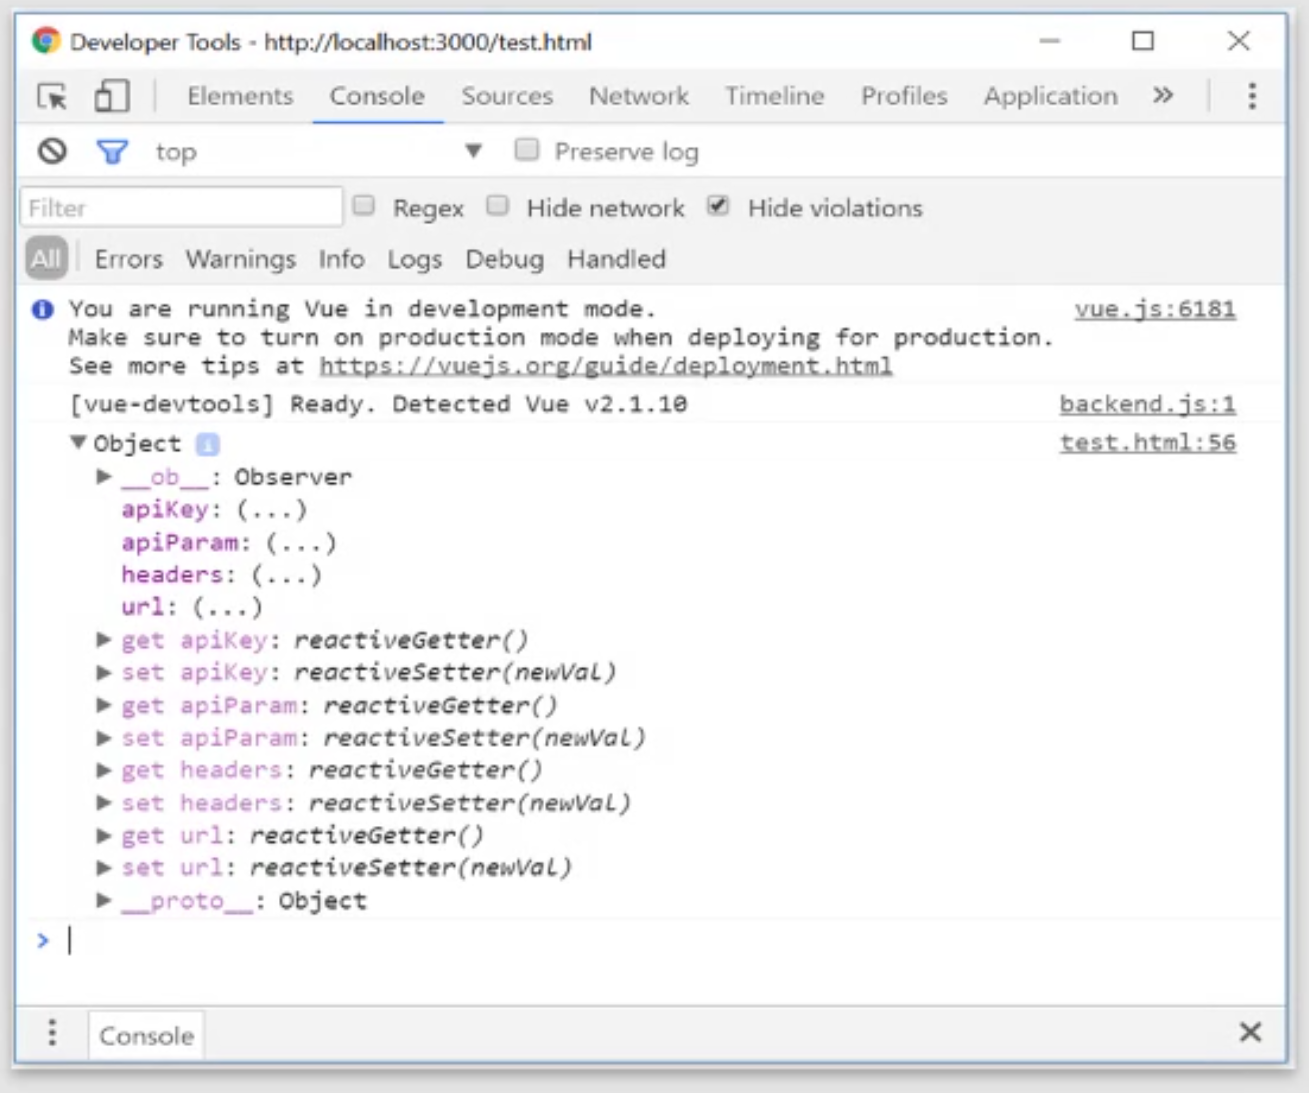 Developer Tools - http://localhost:3000/test.html
Elements Console Sources Network Timeline Profiles Application »
top ▼ Preserve log
Filter Regex Hide network Hide violations
All Errors Warnings Info Logs Debug Handled
You are running Vue in development mode. vue.js:6181
Make sure to turn on production mode when deploying for production.
See more tips at https://vuejs.org/guide/deployment.html
[vue-devtools] Ready. Detected Vue v2.1.10 backend.js:1
▼ Object i test.html:56
▶ __ob__: Observer
apiKey: (...)
apiParam: (...)
headers: (...)
url: (...)
▶ get apiKey: reactiveGetter()
▶ set apiKey: reactiveSetter(newVal)
▶ get apiParam: reactiveGetter()
▶ set apiParam: reactiveSetter(newVal)
▶ get headers: reactiveGetter()
▶ set headers: reactiveSetter(newVal)
▶ get url: reactiveGetter()
▶ set url: reactiveSetter(newVal)
▶ __proto__: Object
>
Console